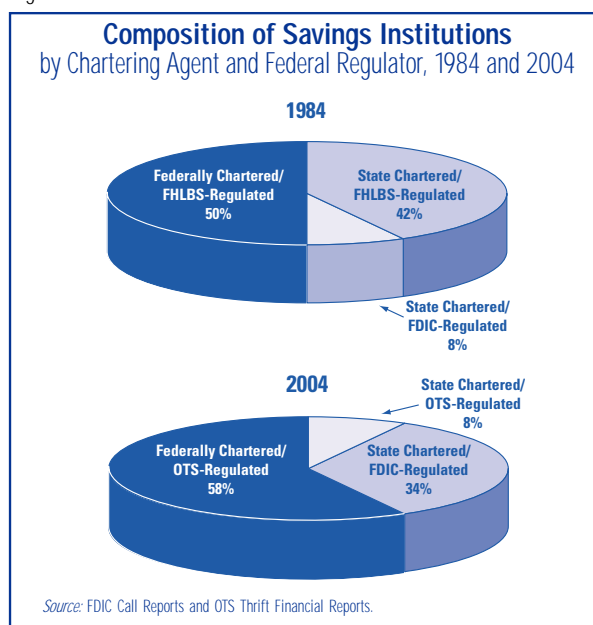 Composition of Savings Institutions
by Chartering Agent and Federal Regulator, 1984 and 2004
1984
Federally Chartered/
FHLBS-Regulated
50%
State Chartered/
FHLBS-Regulated
42%
State Chartered/
FDIC-Regulated
8%
2004
State Chartered/
OTS-Regulated
8%
Federally Chartered/
OTS-Regulated
58%
State Chartered/
FDIC-Regulated
34%
Source: FDIC Call Reports and OTS Thrift Financial Reports.